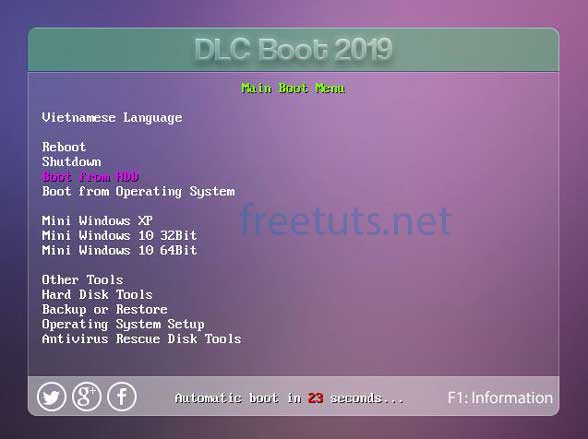 DLC Boot 2019
Main Boot Menu
Vietnamese Language
Reboot
Shutdown
Boot from HDD
Boot from Operating System
Mini Windows XP
Mini Windows 10 32Bit
Mini Windows 10 64Bit
freetuts.net
Other Tools
Hard Disk Tools
Backup or Restore
Operating System Setup
Antivirus Rescue Disk Tools
g+ f Automatic boot in 23 seconds... F1: Information